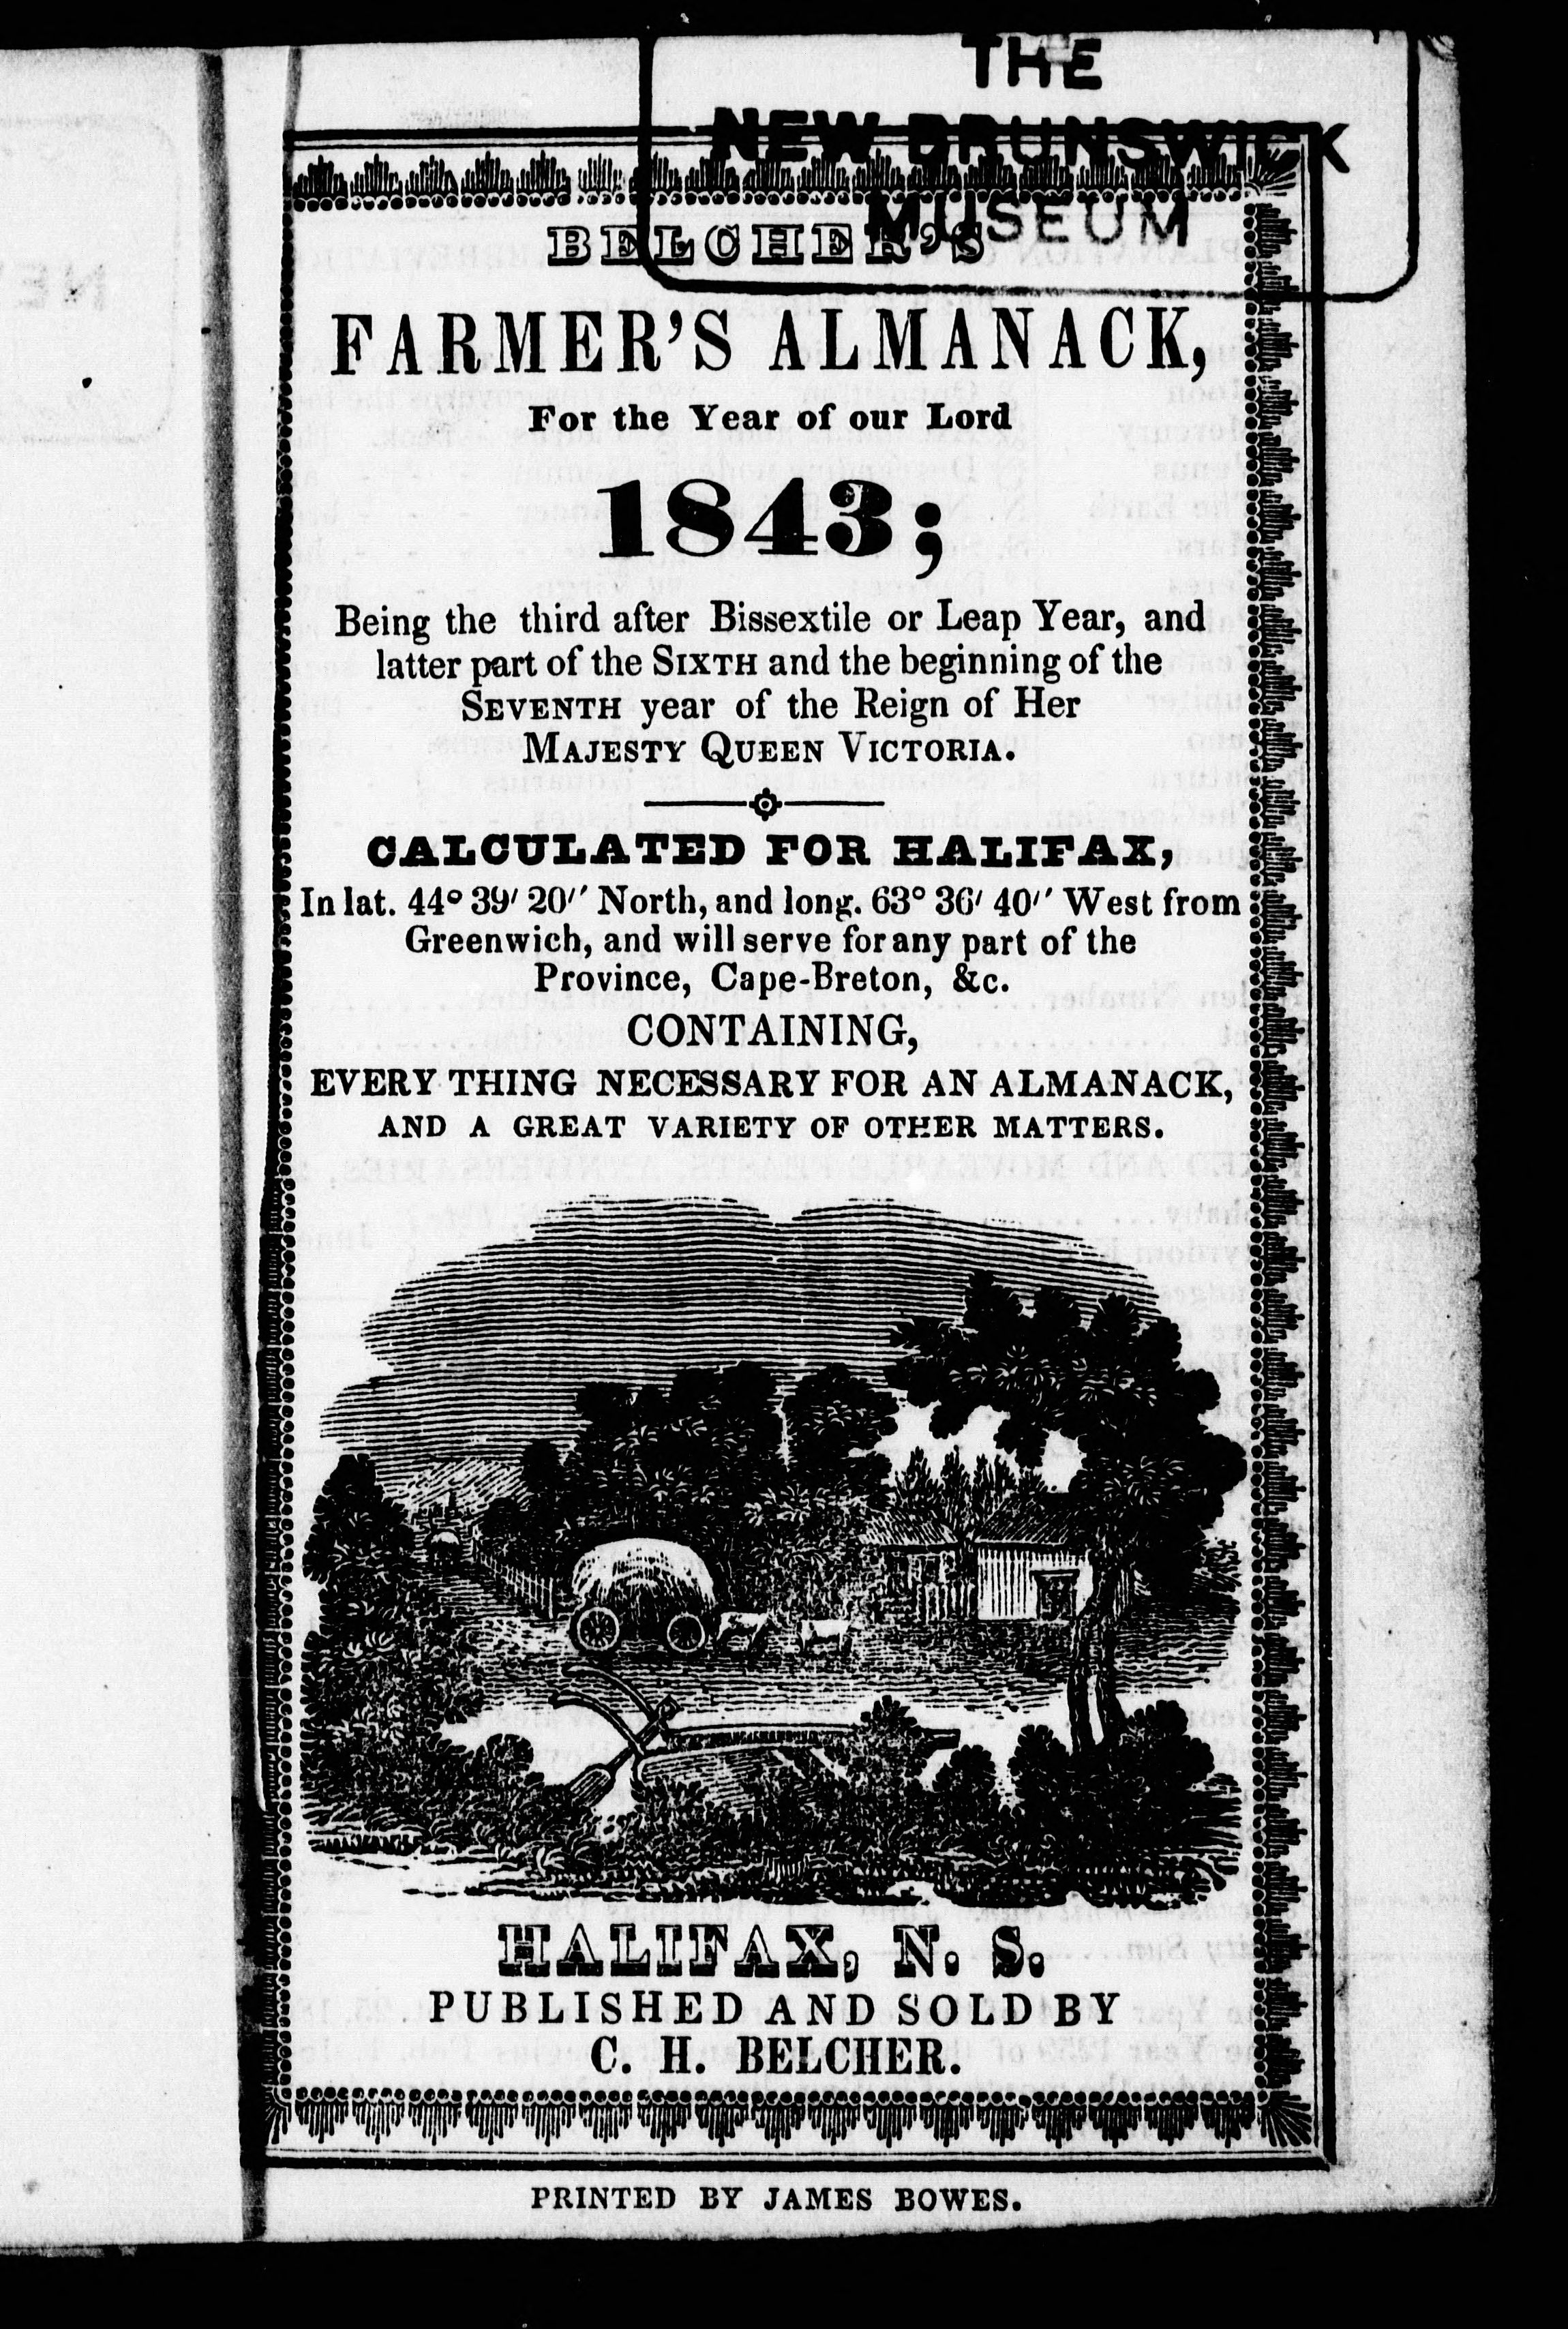 THE
NEW BRUNSWICK
MUSEUM
BELCHER'S
FARMER'S ALMANACK,
For the Year of our Lord
1843;
Being the third after Bissextile or Leap Year, and
latter part of the SIXTH and the beginning of the
SEVENTH year of the Reign of Her
MAJESTY QUEEN VICTORIA.
CALCULATED FOR HALIFAX,
In lat. 44° 39′ 20′′ North, and long. 63° 36′ 40′′ West from
Greenwich, and will serve for any part of the
Province, Cape-Breton, &c.
CONTAINING,
EVERY THING NECESSARY FOR AN ALMANACK,
AND A GREAT VARIETY OF OTHER MATTERS.
HALIFAX, N. S.
PUBLISHED AND SOLD BY
C. H. BELCHER.
PRINTED BY JAMES BOWES.